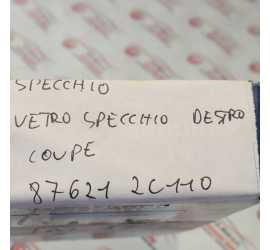 SPECCHIO
VETRO SPECCHIO DESTRO
COUPE
87621 2C110